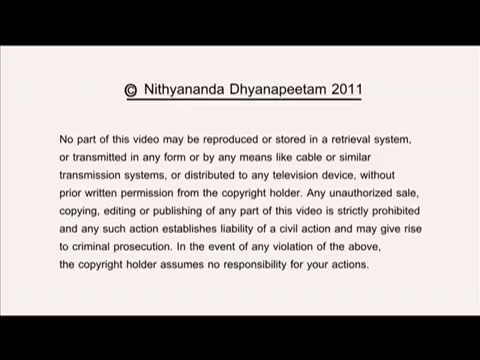 © Nithyananda Dhyanapeetam 2011
No part of this video may be reproduced or stored in a retrieval system,
or transmitted in any form or by any means like cable or similar
transmission systems, or distributed to any television device, without
prior written permission from the copyright holder. Any unauthorized sale,
copying, editing or publishing of any part of this video is strictly prohibited
and any such action establishes liability of a civil action and may give rise
to criminal prosecution. In the event of any violation of the above,
the copyright holder assumes no responsibility for your actions.